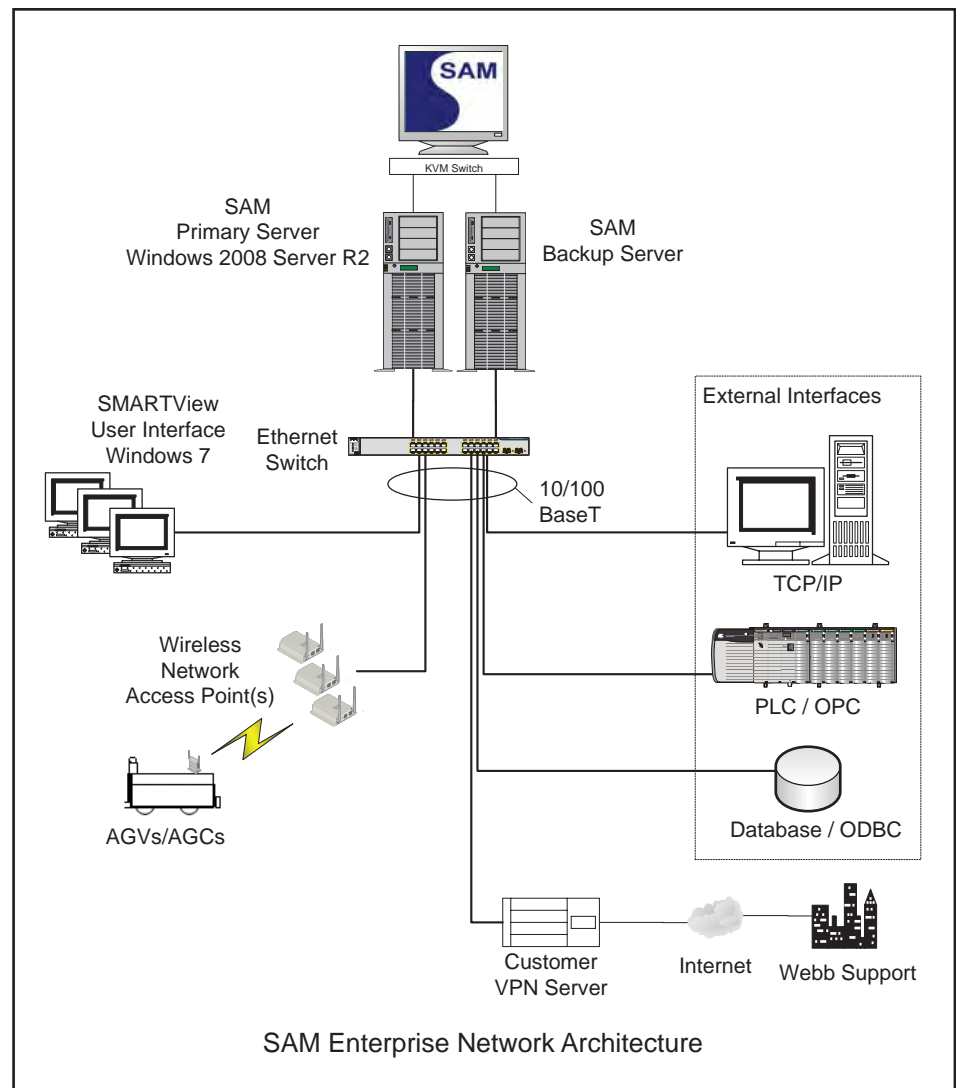 SAM
KVM Switch
SAM
Primary Server
Windows 2008 Server R2
SAM
Backup Server
SMARTView
User Interface
Windows 7
Ethernet
Switch
10/100
BaseT
External Interfaces
TCP/IP
Wireless
Network
Access Point(s)
PLC / OPC
AGVs/AGCs
Database / ODBC
Customer
VPN Server
Internet
Webb Support
SAM Enterprise Network Architecture